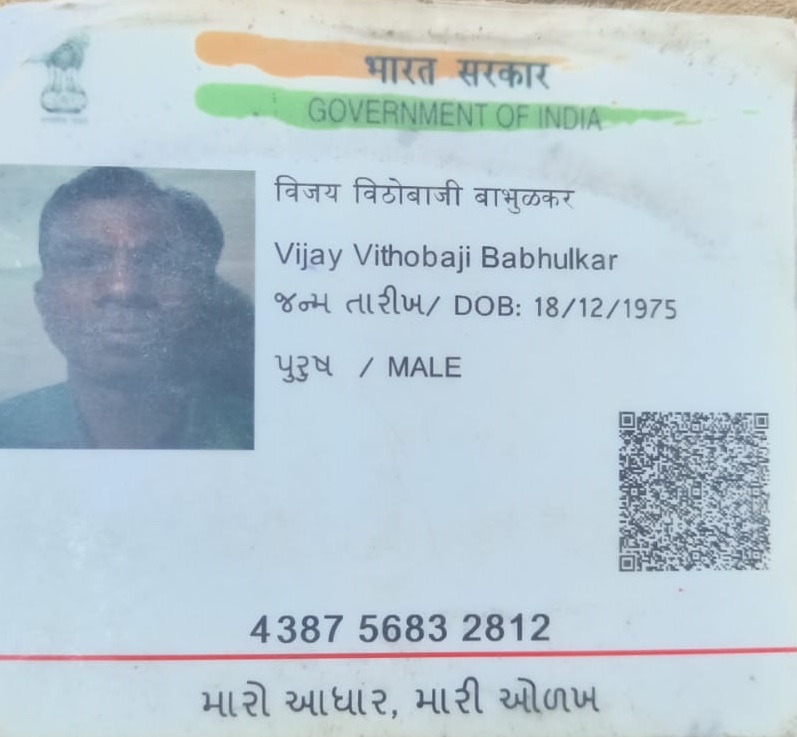 भारत सरकार
GOVERNMENT OF INDIA
विजय विठोबाजी बाभुळकर
Vijay Vithobaji Babhulkar
જન્મ તારીખ/ DOB: 18/12/1975
પુરુષ / MALE
4387 5683 2812
મારો આધાર, મારી ઓળખ